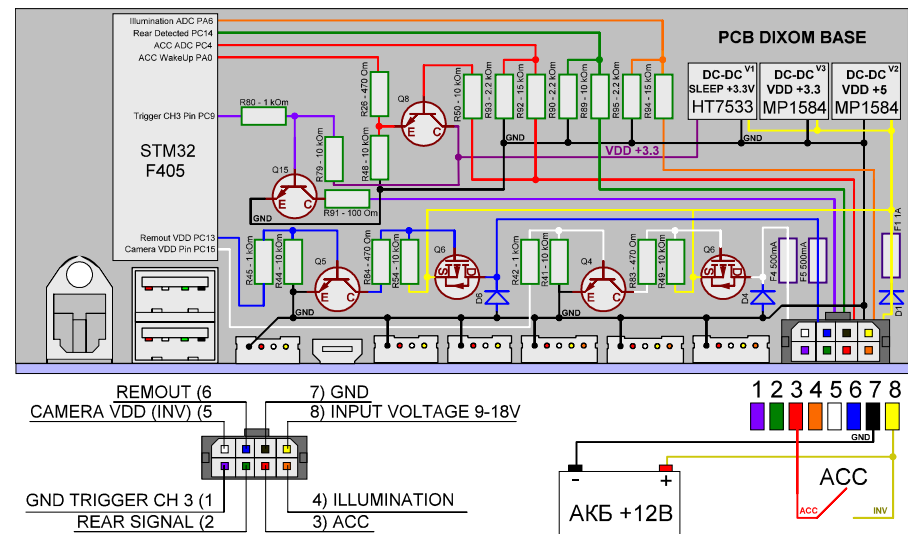 Illumination ADC PA6
Rear Detected PC14
ACC ADC PC4
ACC WakeUp PA0
Trigger CH3 Pin PC9
STM32
F405
Remout VDD PC13
Camera VDD Pin PC15
PCB DIXOM BASE
DC-DC V1
SLEEP +3.3V
HT7533
DC-DC V3
VDD +3.3
MP1584
DC-DC V2
VDD +5
MP1584
R80 - 1 kOm
R79 - 10 kOm
R26 - 470 Om
R48 - 10 kOm
Q8
E
C
R50 - 10 kOm
R93 - 2.2 kOm
R92 - 15 kOm
R90 - 2.2 kOm
R89 - 10 kOm
R95 - 2.2 kOm
R94 - 15 kOm
GND
GND
VDD +3.3
Q15
E
C
GND
R91 - 100 Om
R45 - 1 kOm
R44 - 10 kOm
Q5
E
C
R84 - 470 Om
R54 - 10 kOm
Q6
S
D
D6
R42 - 1 kOm
R41 - 10 kOm
Q4
E
C
R83 - 470 Om
R49 - 10 kOm
Q6
S
D
D4
F4 500mA
F5 500mA
F1 1A
D1
GND
GND
REMOUT (6
CAMERA VDD (INV) (5
7) GND
8) INPUT VOLTAGE 9-18V
GND TRIGGER CH 3 (1
REAR SIGNAL (2
4) ILLUMINATION
3) ACC
1 2 3 4 5 6 7 8
GND
- +
АКБ +12В
ACC
ACC
INV